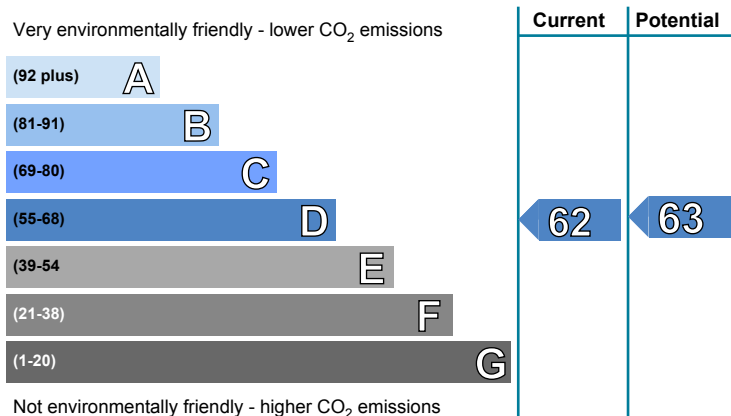 Very environmentally friendly - lower CO2 emissions
Current Potential
(92 plus) A
(81-91) B
(69-80) C
(55-68) D 62 63
(39-54 E
(21-38) F
(1-20) G
Not environmentally friendly - higher CO2 emissions